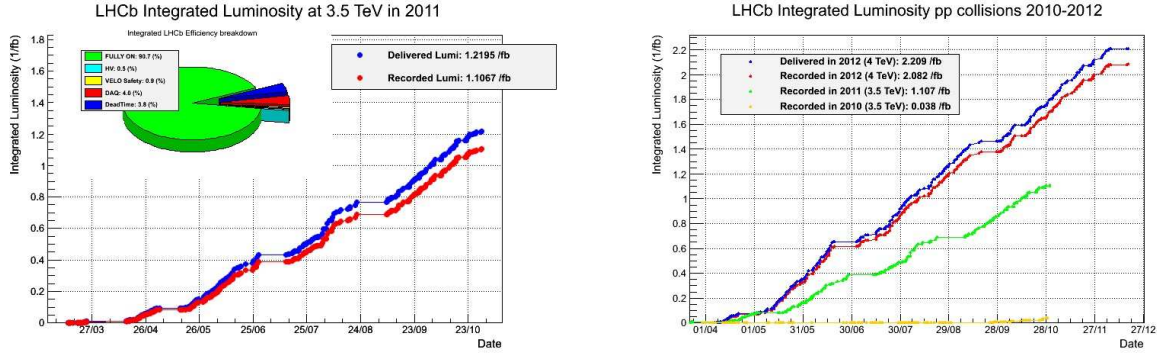 LHCb Integrated Luminosity at 3.5 TeV in 2011
Integrated LHCb Efficiency breakdown
FULLY ON: 90.7 (%)
HV: 0.5 (%)
VELO Safety: 0.9 (%)
DAQ: 4.0 (%)
DeadTime: 3.8 (%)
Delivered Lumi: 1.2195 /fb
Recorded Lumi: 1.1067 /fb
Integrated Luminosity (1/fb)
1.8
1.6
1.4
1.2
1
0.8
0.6
0.4
0.2
0
27/03
26/04
26/05
25/06
25/07
24/08
23/09
23/10
Date
LHCb Integrated Luminosity pp collisions 2010-2012
Delivered in 2012 (4 TeV): 2.209 /fb
Recorded in 2012 (4 TeV): 2.082 /fb
Recorded in 2011 (3.5 TeV): 1.107 /fb
Recorded in 2010 (3.5 TeV): 0.038 /fb
Integrated Luminosity (1/fb)
2.2
2
1.8
1.6
1.4
1.2
1
0.8
0.6
0.4
0.2
0
01/04
01/05
31/05
30/06
30/07
29/08
28/09
28/10
27/11
27/12
Date